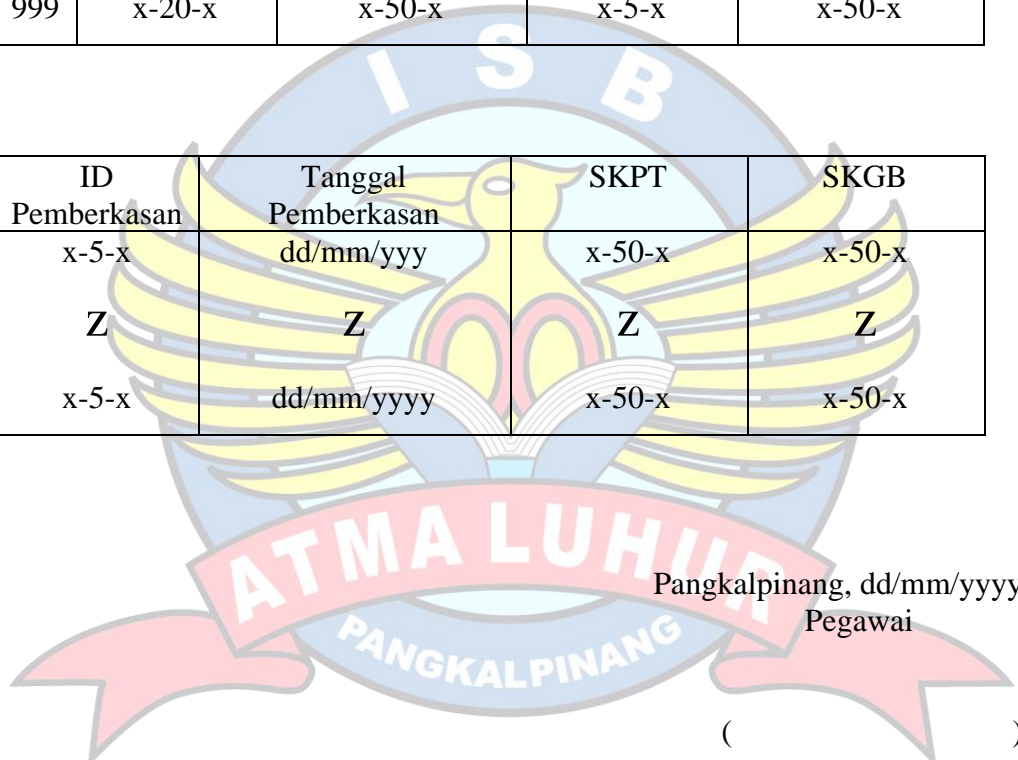 999 x-20-x x-50-x x-5-x x-50-x
I S B
ID Tanggal SKPT SKGB
Pemberkasan Pemberkasan
x-5-x dd/mm/yyy x-50-x x-50-x
Z Z Z Z
x-5-x dd/mm/yyyy x-50-x x-50-x
ATMA LUHUR
Pangkalpinang, dd/mm/yyyy
Pegawai
PANGKALPINANG
( )